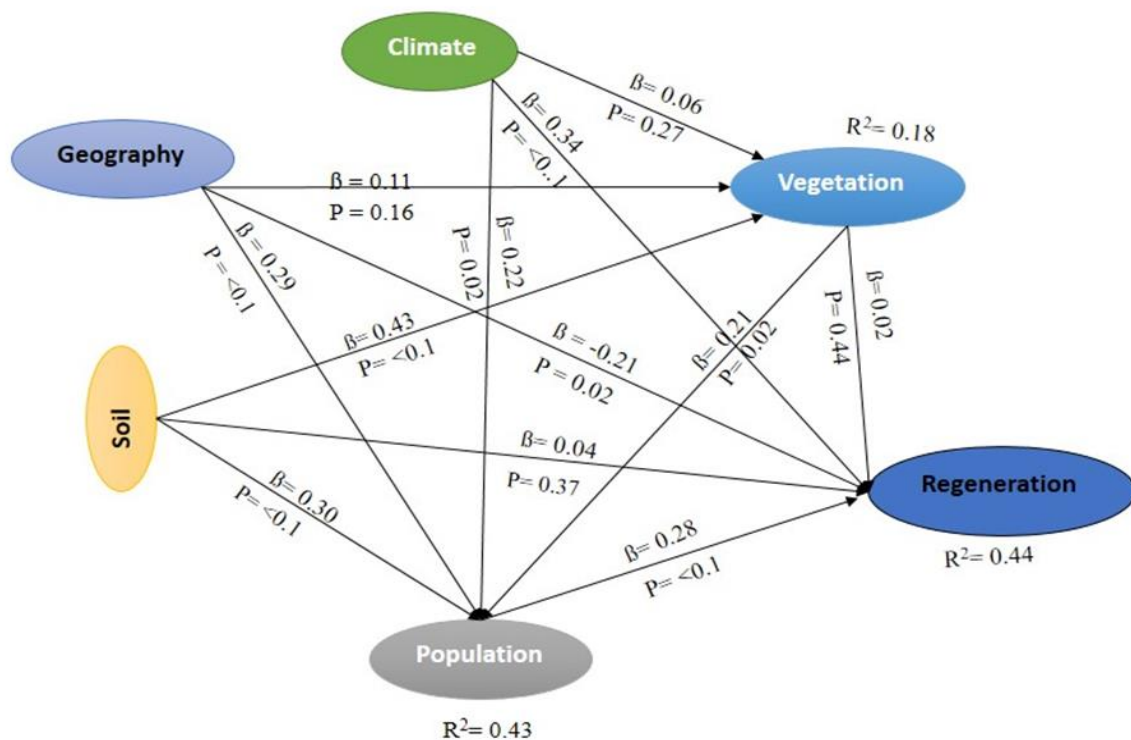 Climate
ß= 0.06
P= 0.27
ß= 0.34
P= <0..1
R²= 0.18
Geography
Vegetation
ß = 0.11
P = 0.16
ß= 0.29
P= <0.1
ß= 0.22
P= 0.02
ß= 0.02
P= 0.44
ß= 0.21
P= 0.02
ß= 0.43
P= <0.1
ß = -0.21
P= 0.02
Soil
ß= 0.04
P= 0.37
Regeneration
R²= 0.44
ß= 0.30
P= <0.1
ß= 0.28
P= <0.1
Population
R²= 0.43